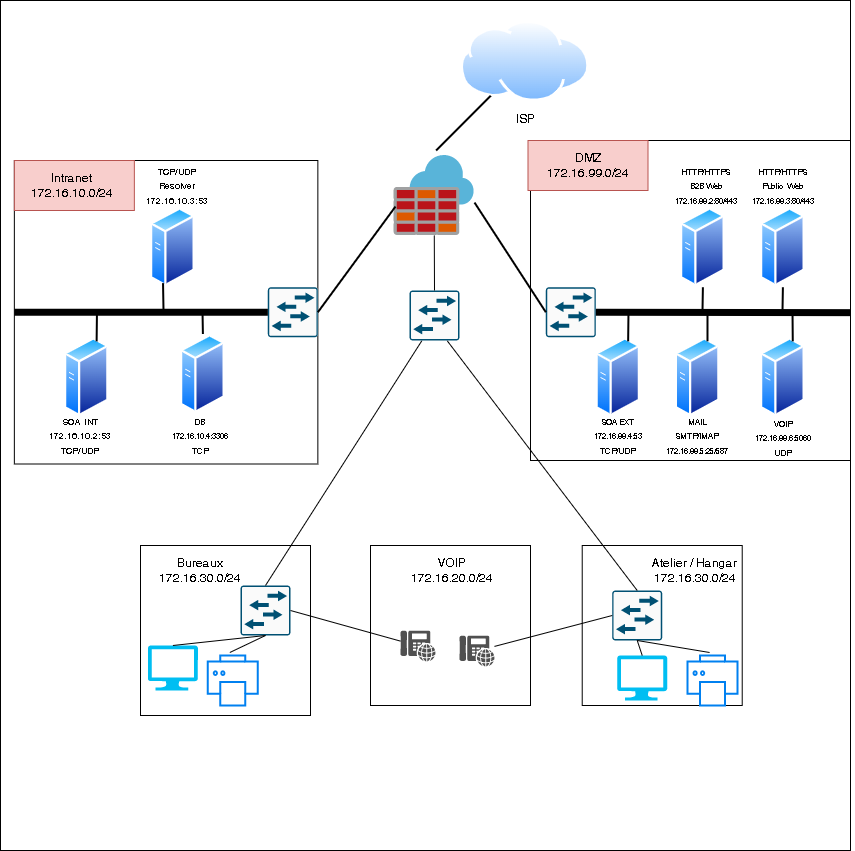 ISP
Intranet
172.16.10.0/24
TCP/UDP
Resolver
172.16.10.3:53
SOA INT
172.16.10.2:53
TCP/UDP
DB
172.16.10.4:3306
TCP
DMZ
172.16.99.0/24
HTTP/HTTPS
B2B Web
172.16.99.2:80/443
HTTP/HTTPS
Public Web
172.16.99.3:80/443
SOA EXT
172.16.99.4:53
TCP/UDP
MAIL
SMTP/IMAP
172.16.99.5:25/587
VOIP
172.16.99.6:5060
UDP
Bureaux
172.16.30.0/24
VOIP
172.16.20.0/24
Atelier / Hangar
172.16.30.0/24